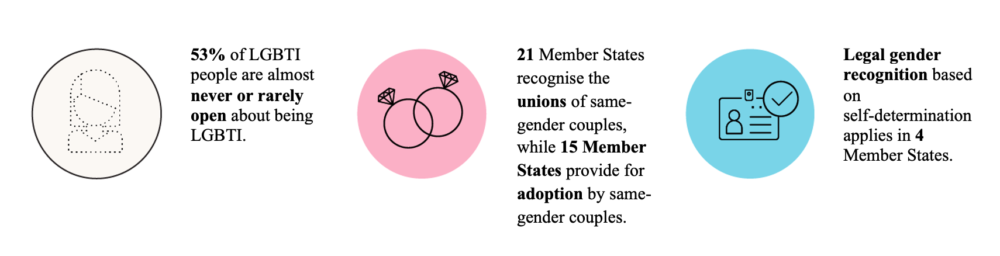 53% of LGBTI
people are almost
never or rarely
open about being
LGBTI.
21 Member States
recognise the
unions of same-
gender couples,
while 15 Member
States provide for
adoption by same-
gender couples.
Legal gender
recognition based
on
self-determination
applies in 4
Member States.